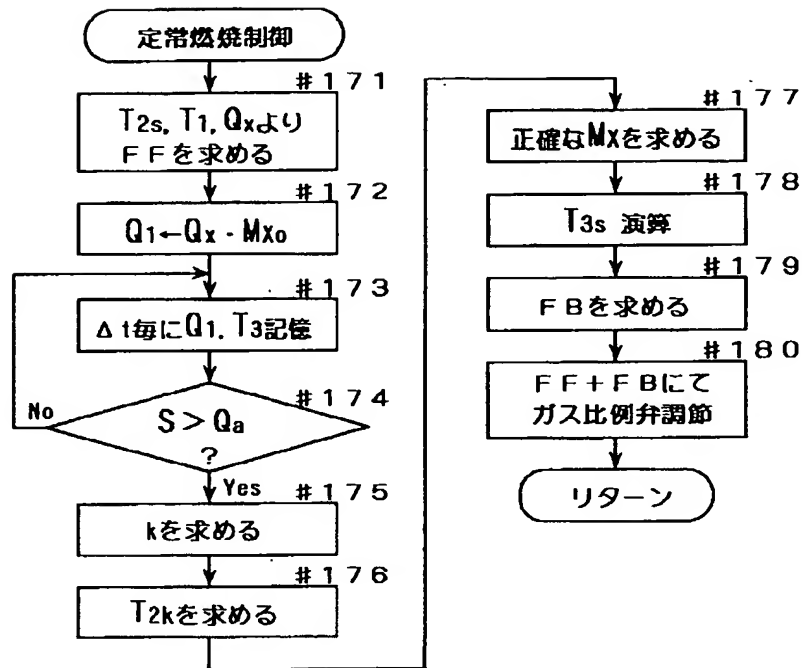 定常燃焼制御
#171
T2s, T1, Qxより
FFを求める
#172
Q1←Qx・Mxo
#173
Δt毎にQ1, T3記憶
#174
No
S>Qa
?
Yes
#175
kを求める
#176
T2kを求める
#177
正確なMxを求める
#178
T3s 演算
#179
FBを求める
#180
FF+FBにて
ガス比例弁調節
リターン